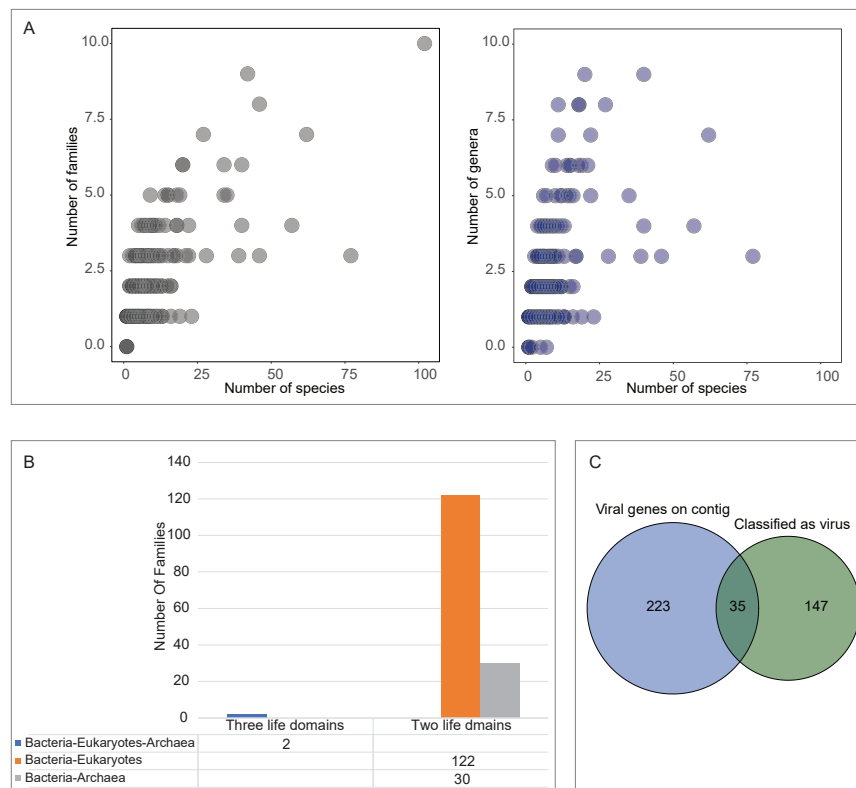 A
10.0
7.5
5.0
2.5
0.0
Number of families
0
25
50
75
100
Number of species
10.0
7.5
5.0
2.5
0.0
Number of genera
0
25
50
75
100
Number of species
B
140
120
100
80
60
40
20
0
Number Of Families
Three life domains
Two life dmains
Bacteria-Eukaryotes-Archaea 2
Bacteria-Eukaryotes 122
Bacteria-Archaea 30
C
Viral genes on contig
Classified as virus
223
35
147